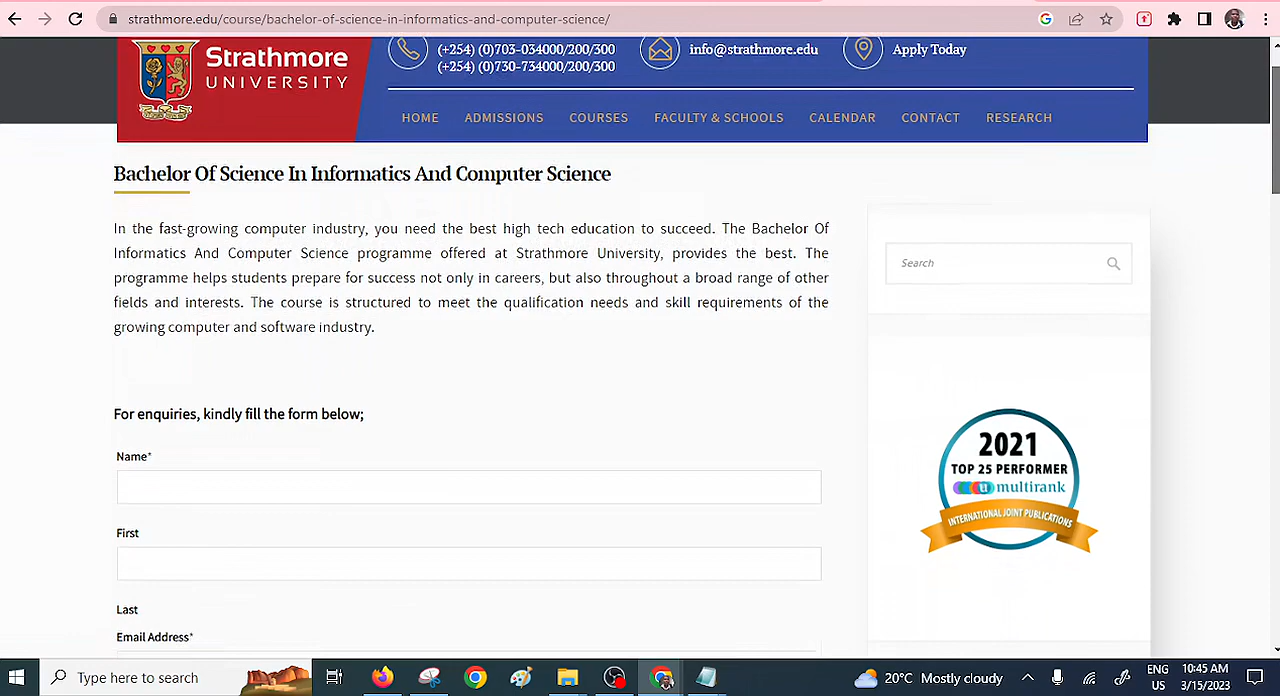 strathmore.edu/course/bachelor-of-science-in-informatics-and-computer-science/
Strathmore
UNIVERSITY
(+254) (0)703-034000/200/300
(+254) (0)730-734000/200/300
info@strathmore.edu
Apply Today
HOME ADMISSIONS COURSES FACULTY & SCHOOLS CALENDAR CONTACT RESEARCH
Bachelor Of Science In Informatics And Computer Science
In the fast-growing computer industry, you need the best high tech education to succeed. The Bachelor Of
Informatics And Computer Science programme offered at Strathmore University, provides the best. The
programme helps students prepare for success not only in careers, but also throughout a broad range of other
fields and interests. The course is structured to meet the qualification needs and skill requirements of the
growing computer and software industry.
Search
For enquiries, kindly fill the form below;
Name*
First
Last
Email Address*
2021
TOP 25 PERFORMER
u multirank
INTERNATIONAL JOINT PUBLICATIONS
Type here to search
20°C Mostly cloudy
ENG
US
10:45 AM
3/15/2023